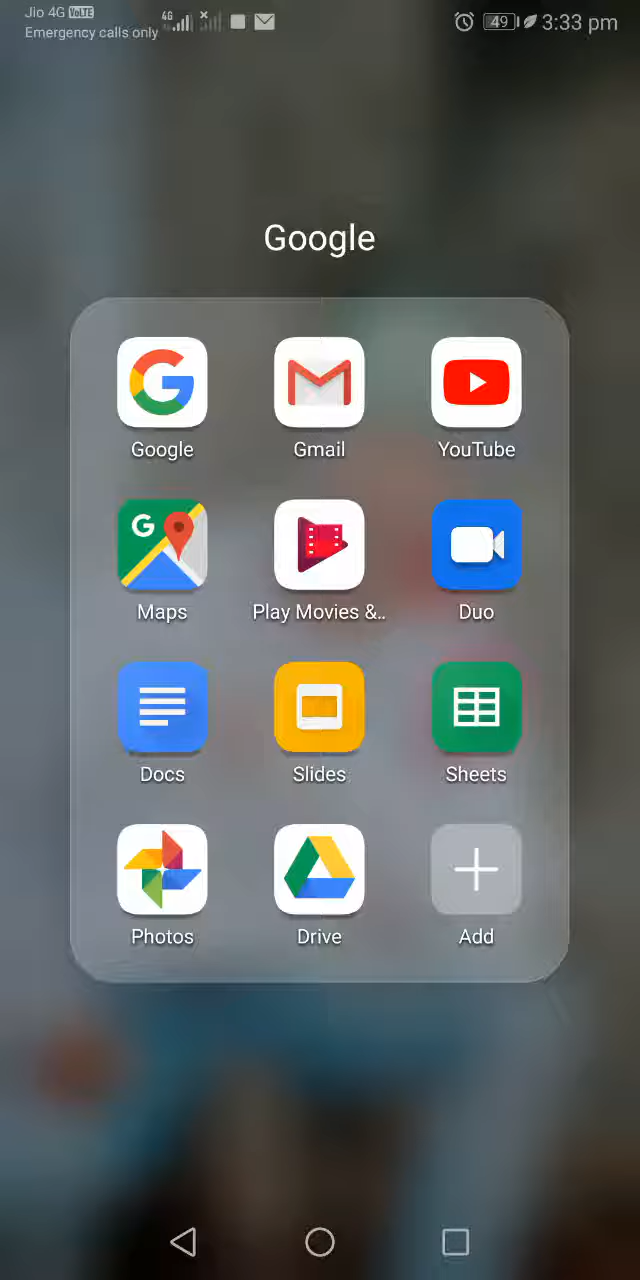 Jio 4G VoLTE
Emergency calls only 4G 49 3:33 pm
Google
Google Gmail YouTube
G
Maps Play Movies &.. Duo
Docs Slides Sheets
Photos Drive Add